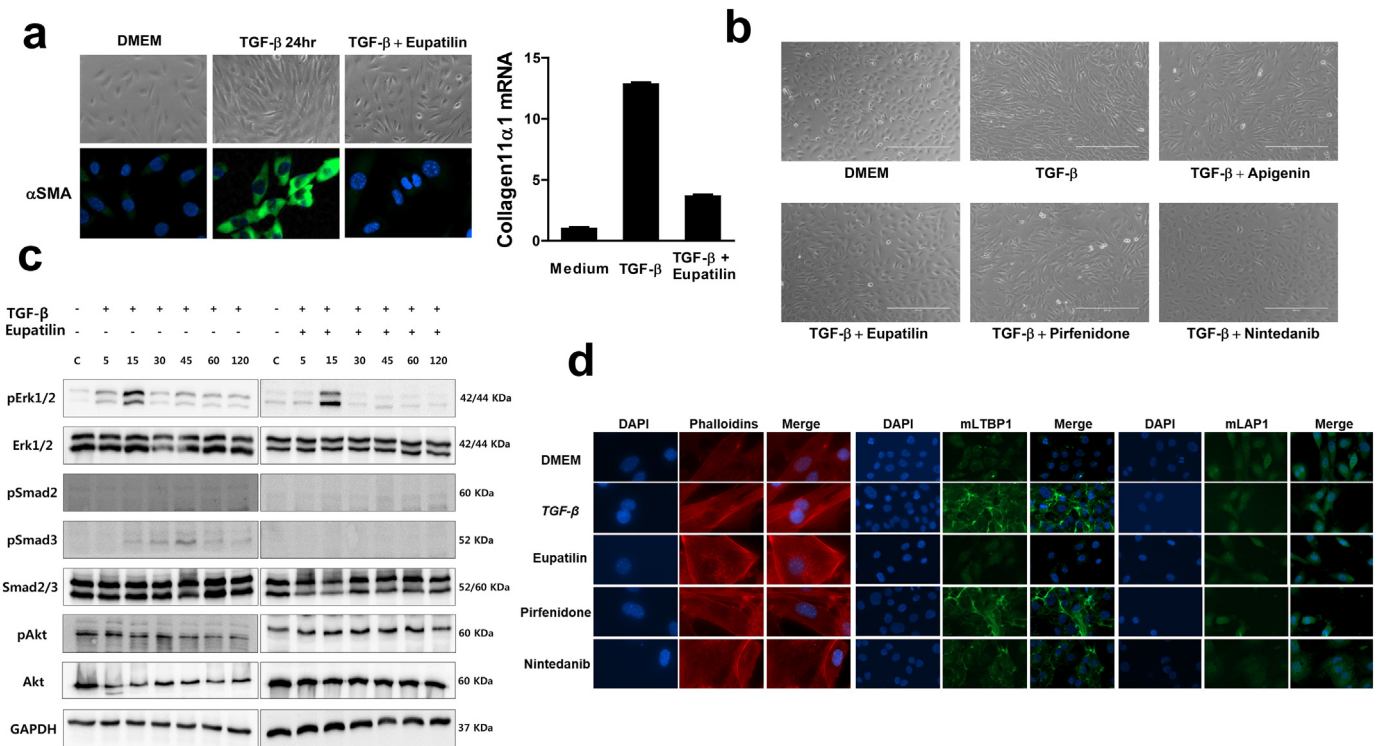 a
DMEM
TGF-β 24hr
TGF-β + Eupatilin
αSMA
Collagen11α1 mRNA
15
10
5
0
Medium
TGF-β
TGF-β +
Eupatilin
b
DMEM
TGF-β
TGF-β + Apigenin
TGF-β + Eupatilin
TGF-β + Pirfenidone
TGF-β + Nintedanib
c
TGF-β - + + + + + + - + + + + + +
Eupatilin - - - - - - - - + + + + + +
C 5 15 30 45 60 120 C 5 15 30 45 60 120
pErk1/2 42/44 KDa
Erk1/2 42/44 KDa
pSmad2 60 KDa
pSmad3 52 KDa
Smad2/3 52/60 KDa
pAkt 60 KDa
Akt 60 KDa
GAPDH 37 KDa
d
DAPI Phalloidins Merge DAPI mLTBP1 Merge DAPI mLAP1 Merge
DMEM
TGF-β
Eupatilin
Pirfenidone
Nintedanib